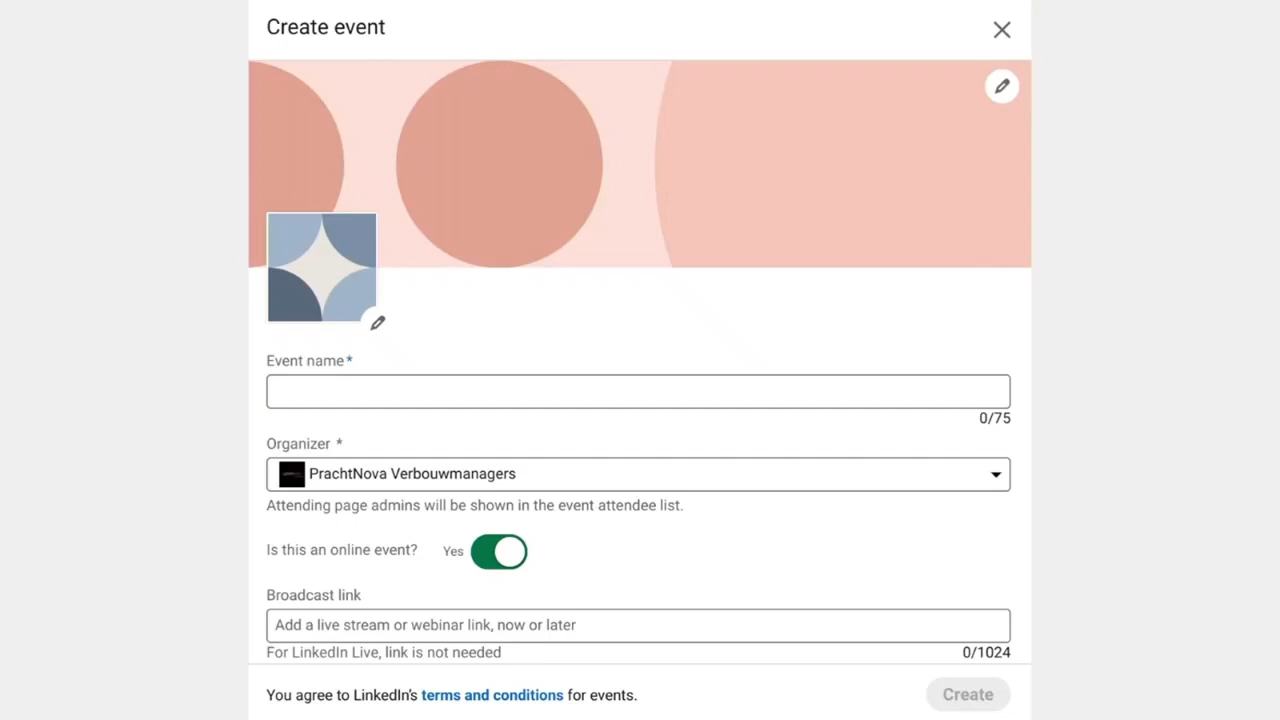 Create event
Event name*
0/75
Organizer *
PrachtNova Verbouwmanagers
Attending page admins will be shown in the event attendee list.
Is this an online event? Yes
Broadcast link
Add a live stream or webinar link, now or later
For LinkedIn Live, link is not needed 0/1024
You agree to LinkedIn's terms and conditions for events. Create